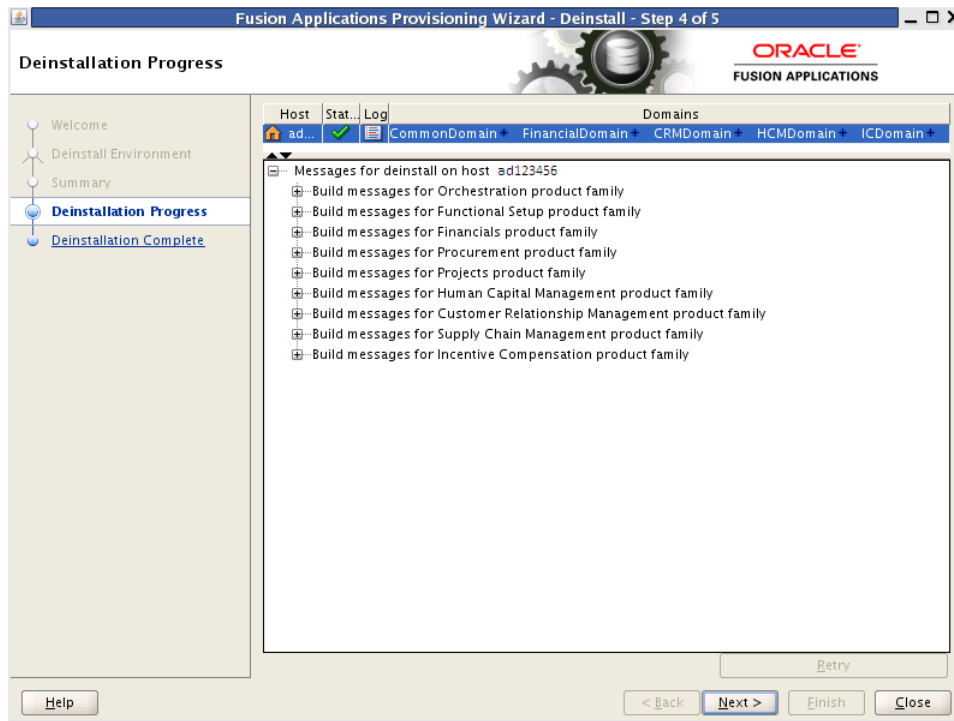 Fusion Applications Provisioning Wizard - Deinstall - Step 4 of 5
Deinstallation Progress
ORACLE
FUSION APPLICATIONS
Welcome
Deinstall Environment
Summary
Deinstallation Progress
Deinstallation Complete
Host Stat... Log Domains
ad... CommonDomain+ FinancialDomain+ CRMDomain+ HCMDomain+ ICDomain+
Messages for deinstall on host ad123456
Build messages for Orchestration product family
Build messages for Functional Setup product family
Build messages for Financials product family
Build messages for Procurement product family
Build messages for Projects product family
Build messages for Human Capital Management product family
Build messages for Customer Relationship Management product family
Build messages for Supply Chain Management product family
Build messages for Incentive Compensation product family
Retry
Help < Back Next > Finish Close